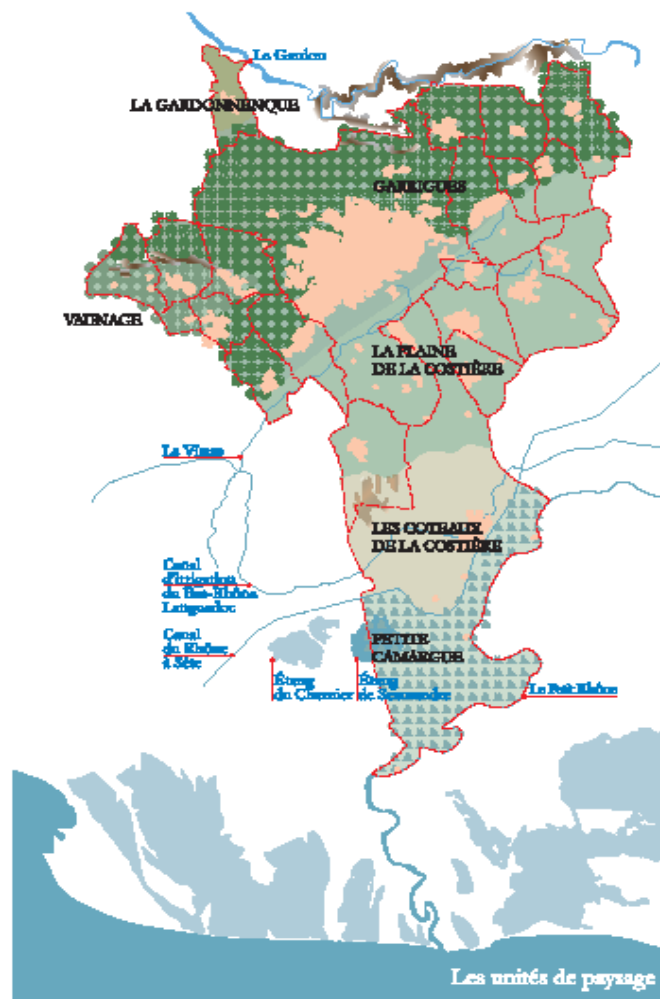 Le Gardon
LA GARDONNENQUE
GARRIGUES
VAUNAGE
LA PLAINE
DE LA COSTIÈRE
Le Vistre
LES COTEAUX
DE LA COSTIÈRE
Canal
d'irrigation
du Bas-Rhône
Languedoc
Canal
du Rhône
à Sète
PETITE
CAMARGUE
Étang
du Charnier
Étang
de Scamandre
Le Petit Rhône
Les unités de paysage